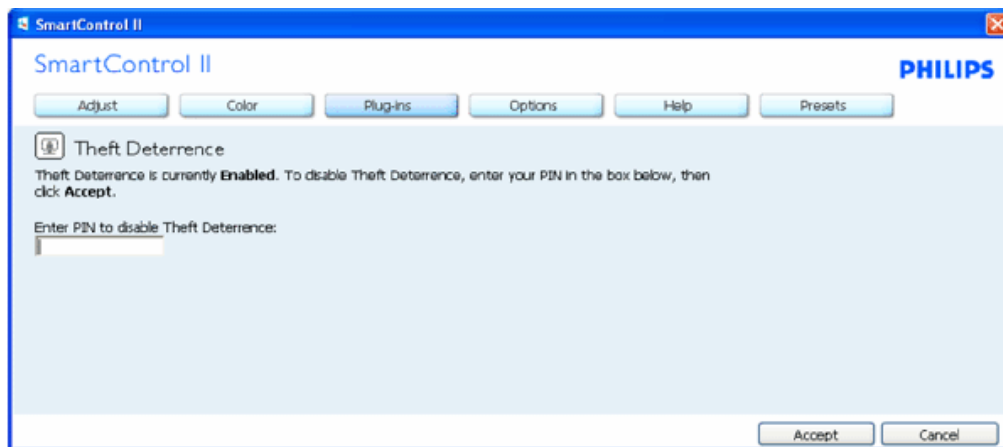 SmartControl II
SmartControl II
PHILIPS
Adjust Color Plug-ins Options Help Presets
Theft Deterrence
Theft Deterrence is currently Enabled. To disable Theft Deterrence, enter your PIN in the box below, then
click Accept.
Enter PIN to disable Theft Deterrence:
Accept Cancel